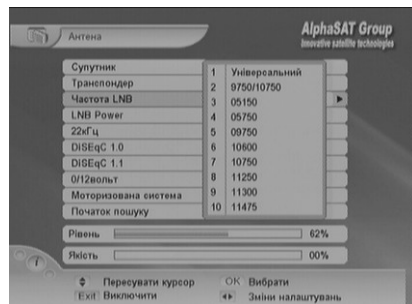 Антена
AlphaSAT Group
Innovative satellite technologies
Супутник
Транспондер
Частота LNB
LNB Power
22кГц
DiSEqC 1.0
DiSEqC 1.1
0/12вольт
Моторизована система
Початок пошуку
1 Універсальний
2 9750/10750
3 05150
4 05750
5 09750
6 10600
7 10750
8 11250
9 11300
10 11475
Рівень 62%
Якість 00%
Пересувати курсор OK Вибрати
Exit Виключити Зміни налаштувань